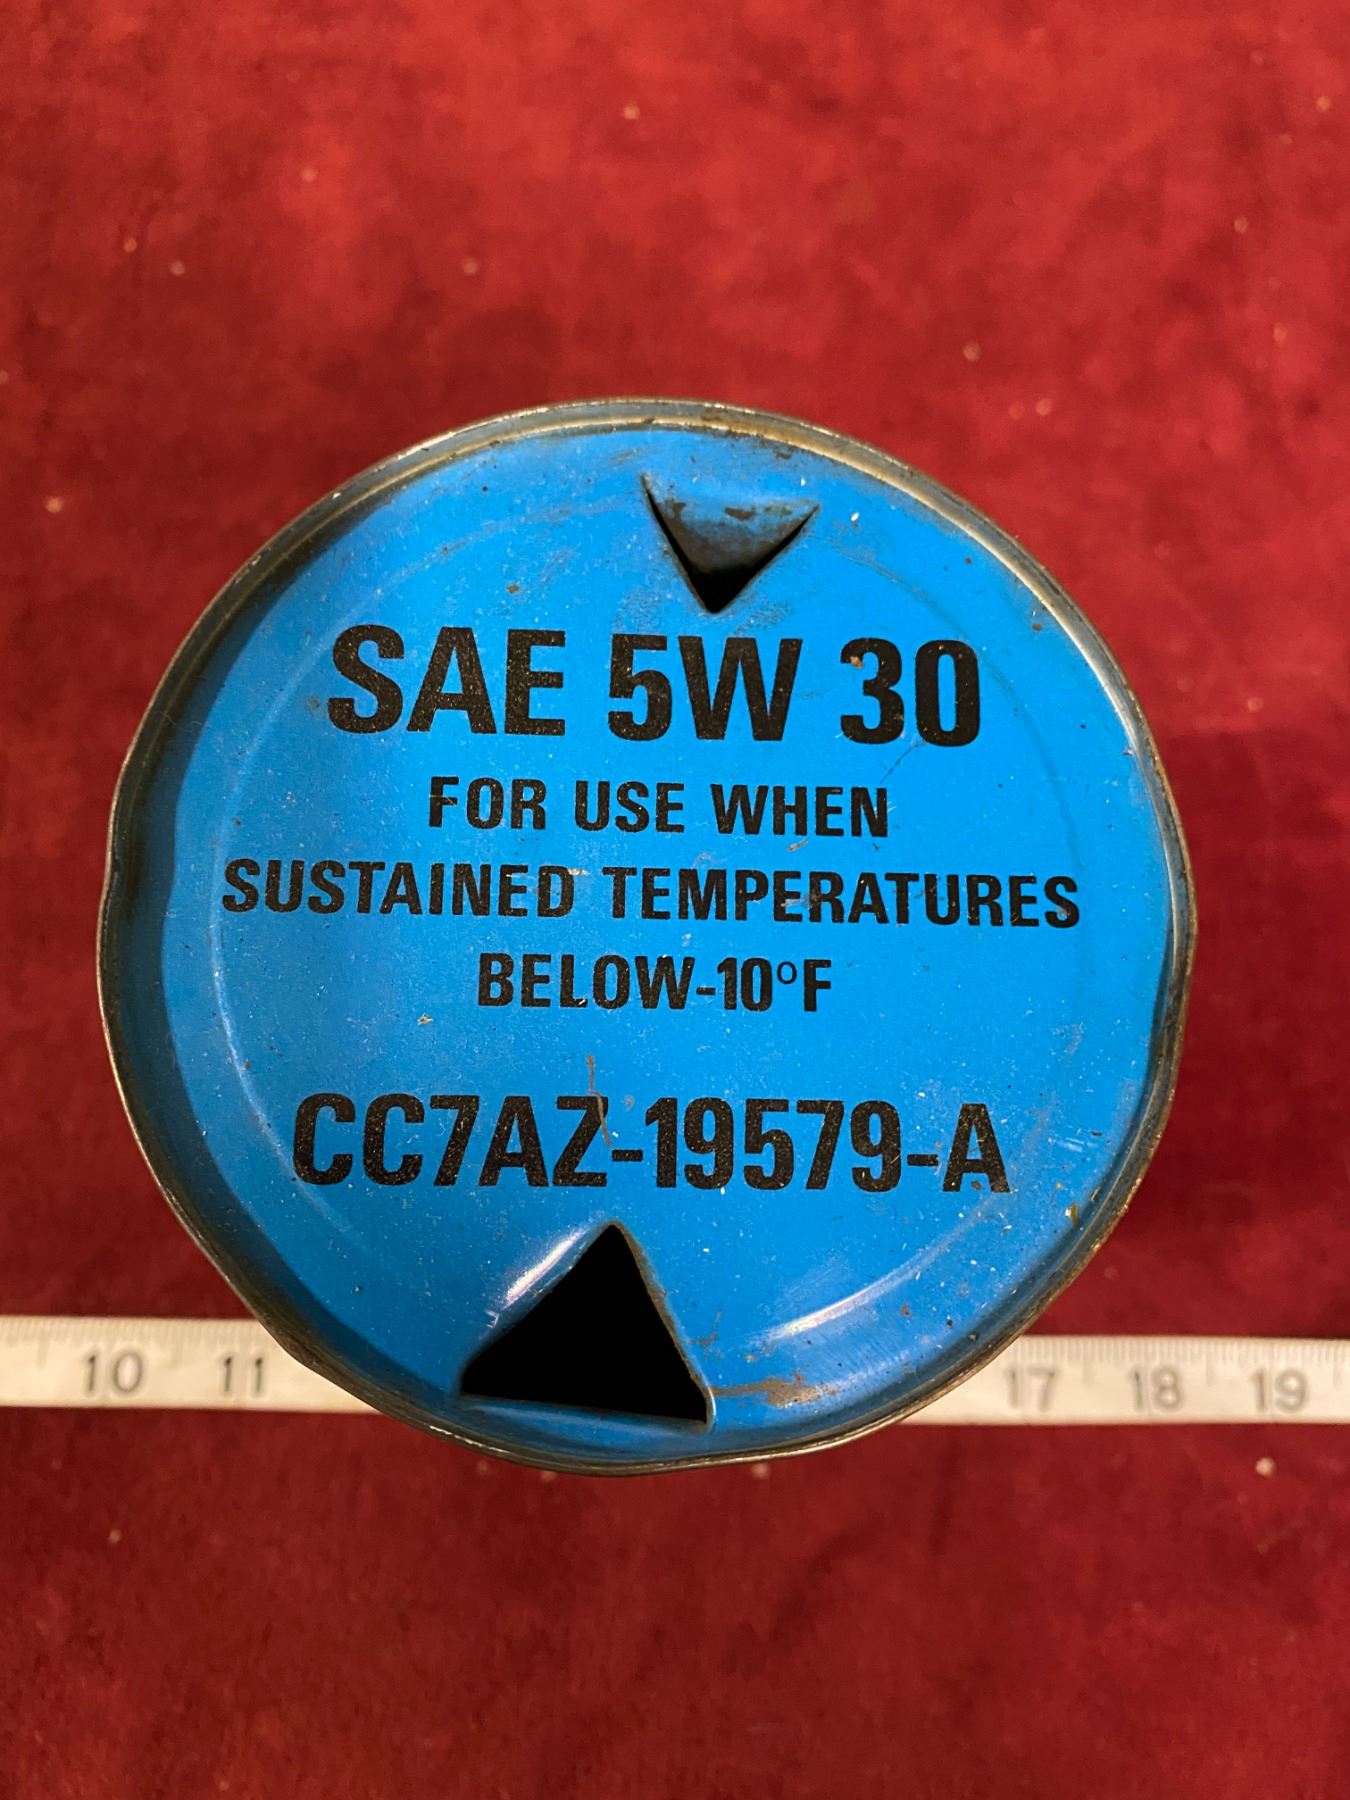 SAE 5W 30
FOR USE WHEN
SUSTAINED TEMPERATURES
BELOW-10°F
CC7AZ-19579-A
10 11 17 18 19